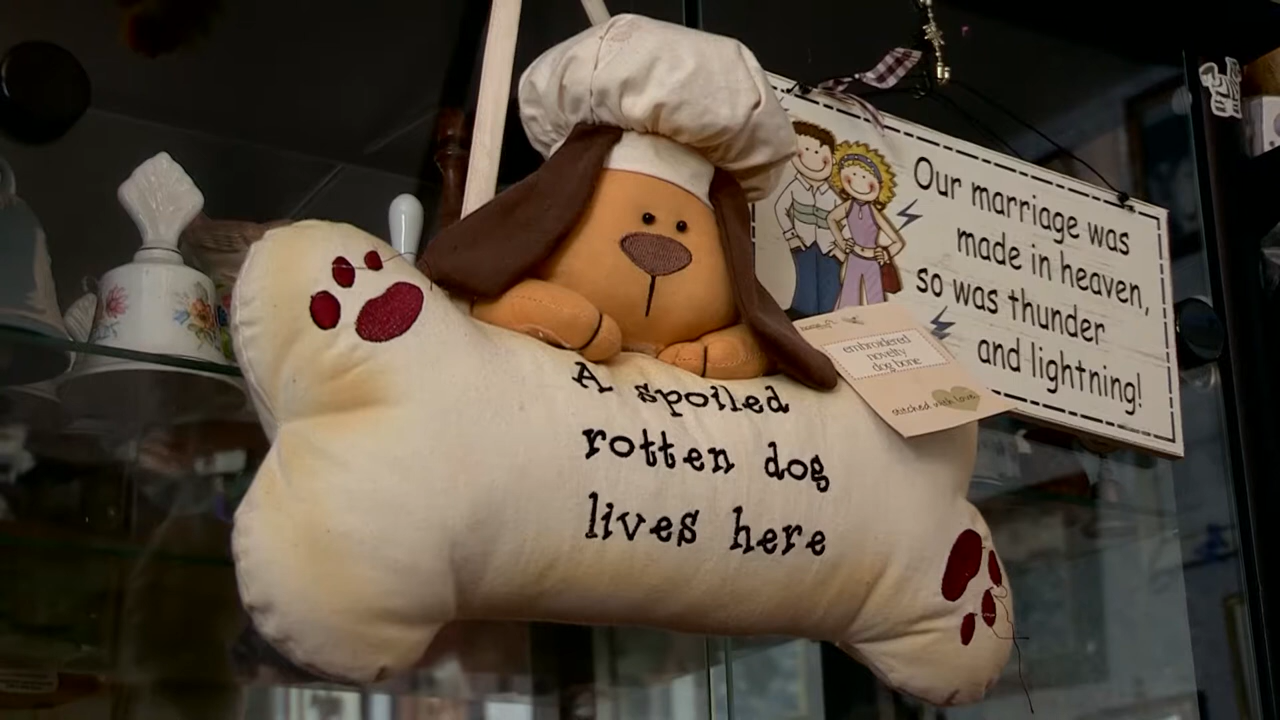 A spoiled
rotten dog
lives here
Our marriage was
made in heaven,
so was thunder
and lightning!
embroidered
novelty
dog bone
stitched with love